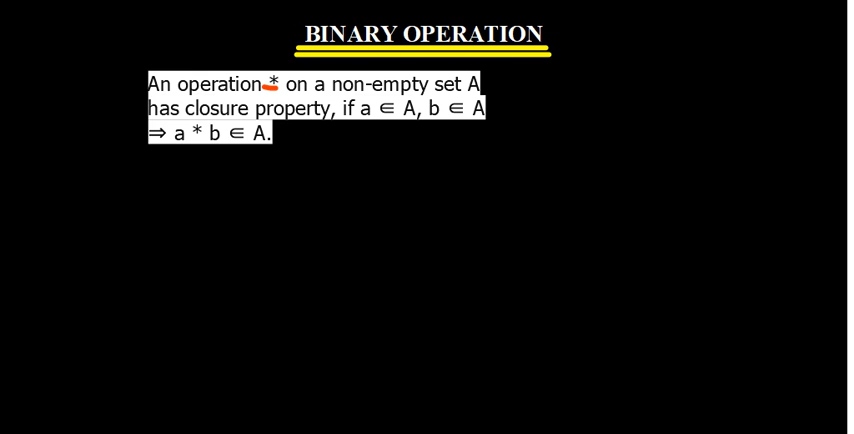 BINARY OPERATION
An operation * on a non-empty set A
has closure property, if a ∈ A, b ∈ A
⇒ a * b ∈ A.